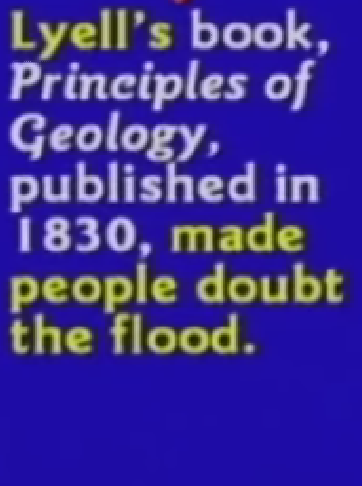 Lyell's book,
Principles of
Geology,
published in
1830, made
people doubt
the flood.